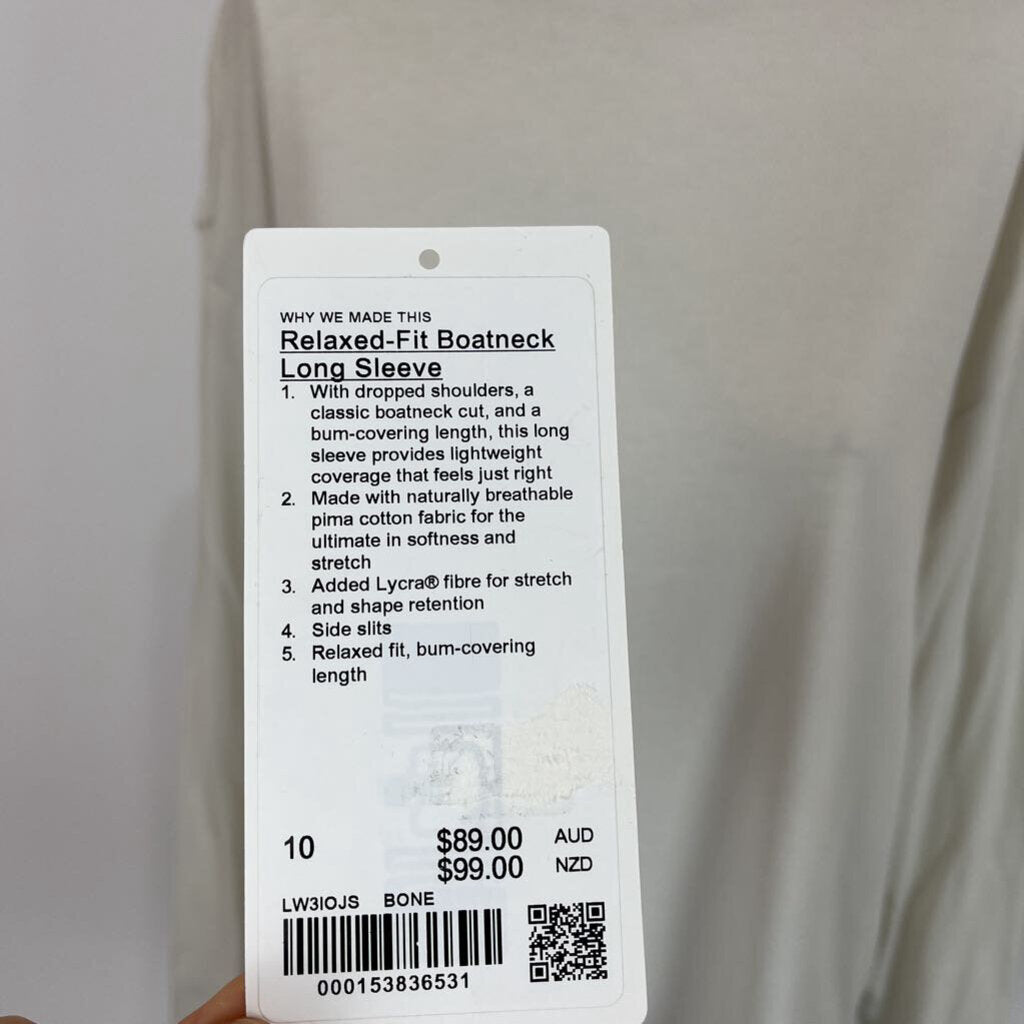 WHY WE MADE THIS
Relaxed-Fit Boatneck
Long Sleeve
1. With dropped shoulders, a
classic boatneck cut, and a
bum-covering length, this long
sleeve provides lightweight
coverage that feels just right
2. Made with naturally breathable
pima cotton fabric for the
ultimate in softness and
stretch
3. Added Lycra® fibre for stretch
and shape retention
4. Side slits
5. Relaxed fit, bum-covering
length
10 $89.00 AUD
$99.00 NZD
LW3IOJS BONE
000153836531